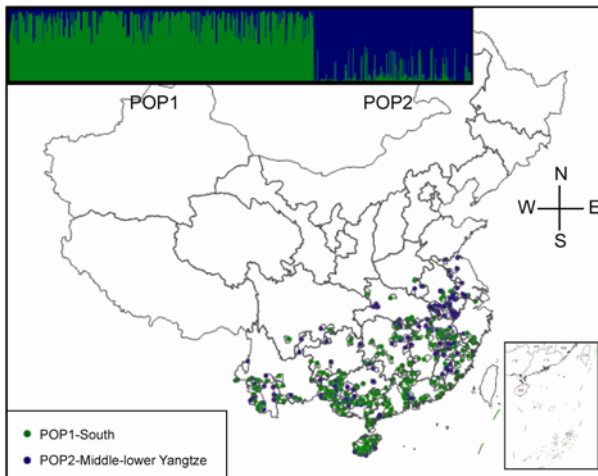 POP1 POP2
N
W E
S
POP1-South
POP2-Middle-lower Yangtze